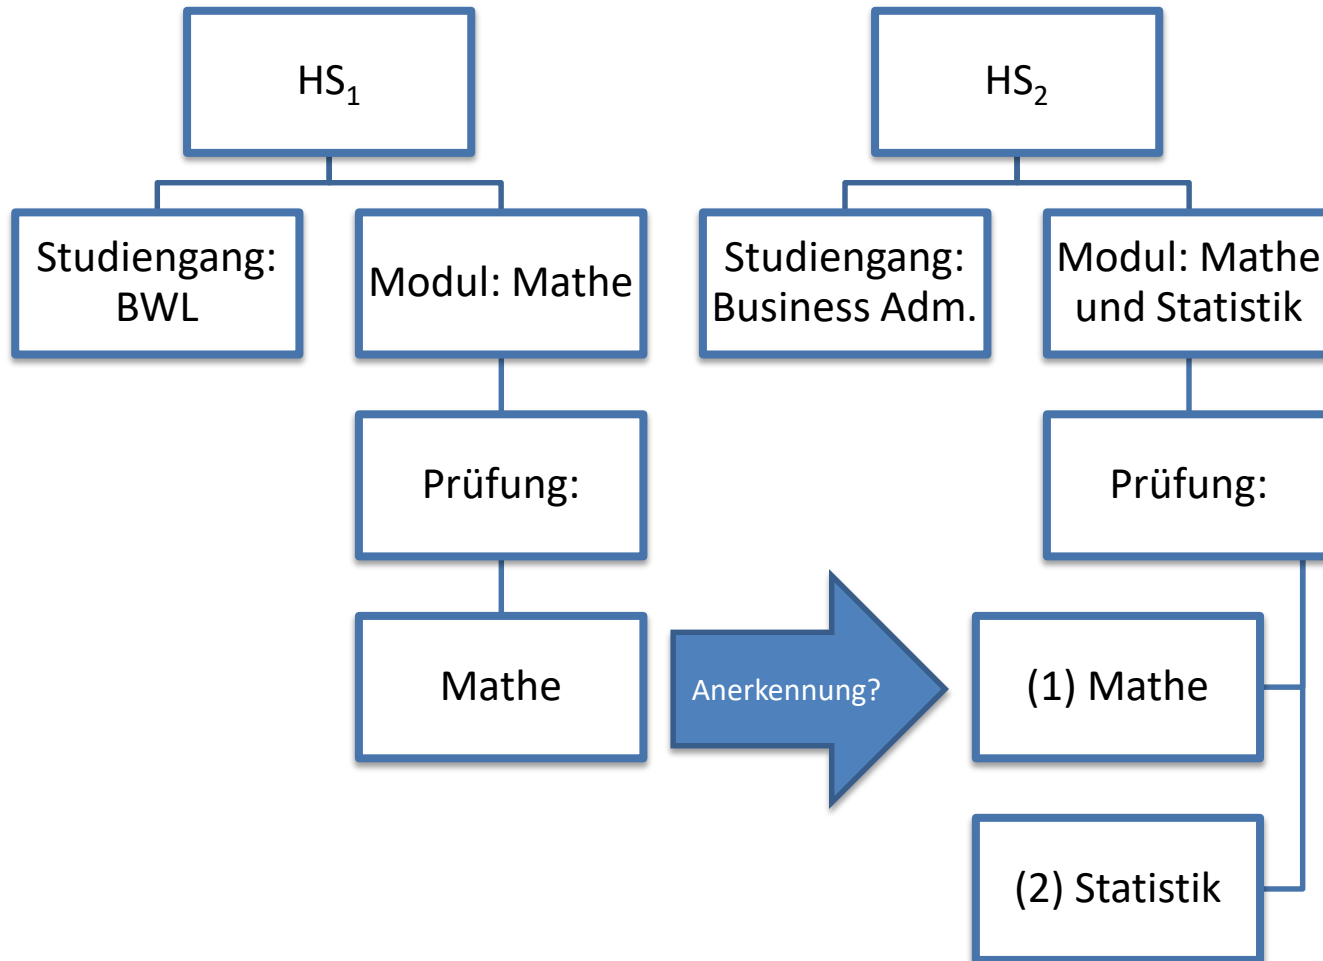 HS₁
HS₂
Studiengang:
BWL
Modul: Mathe
Studiengang:
Business Adm.
Modul: Mathe
und Statistik
Prüfung:
Prüfung:
Mathe
Anerkennung?
(1) Mathe
(2) Statistik